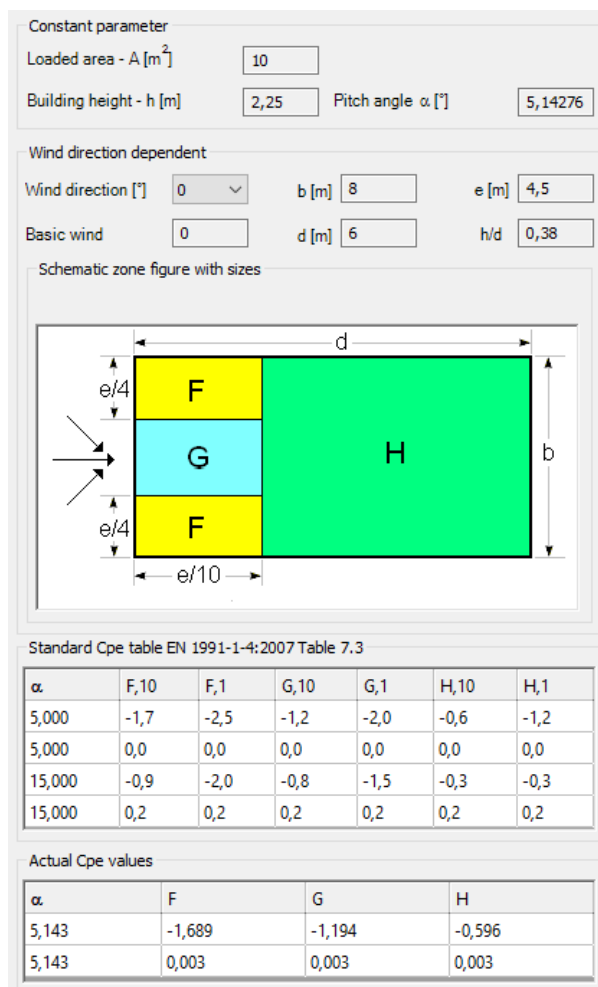 Constant parameter
Loaded area - A [m2] 10
Building height - h [m] 2,25 Pitch angle α [°] 5,14276
Wind direction dependent
Wind direction [°] 0 b [m] 8 e [m] 4,5
Basic wind 0 d [m] 6 h/d 0,38
Schematic zone figure with sizes
d
e/4 F
G H b
e/4 F
e/10
Standard Cpe table EN 1991-1-4:2007 Table 7.3
α F,10 F,1 G,10 G,1 H,10 H,1
5,000 -1,7 -2,5 -1,2 -2,0 -0,6 -1,2
5,000 0,0 0,0 0,0 0,0 0,0 0,0
15,000 -0,9 -2,0 -0,8 -1,5 -0,3 -0,3
15,000 0,2 0,2 0,2 0,2 0,2 0,2
Actual Cpe values
α F G H
5,143 -1,689 -1,194 -0,596
5,143 0,003 0,003 0,003